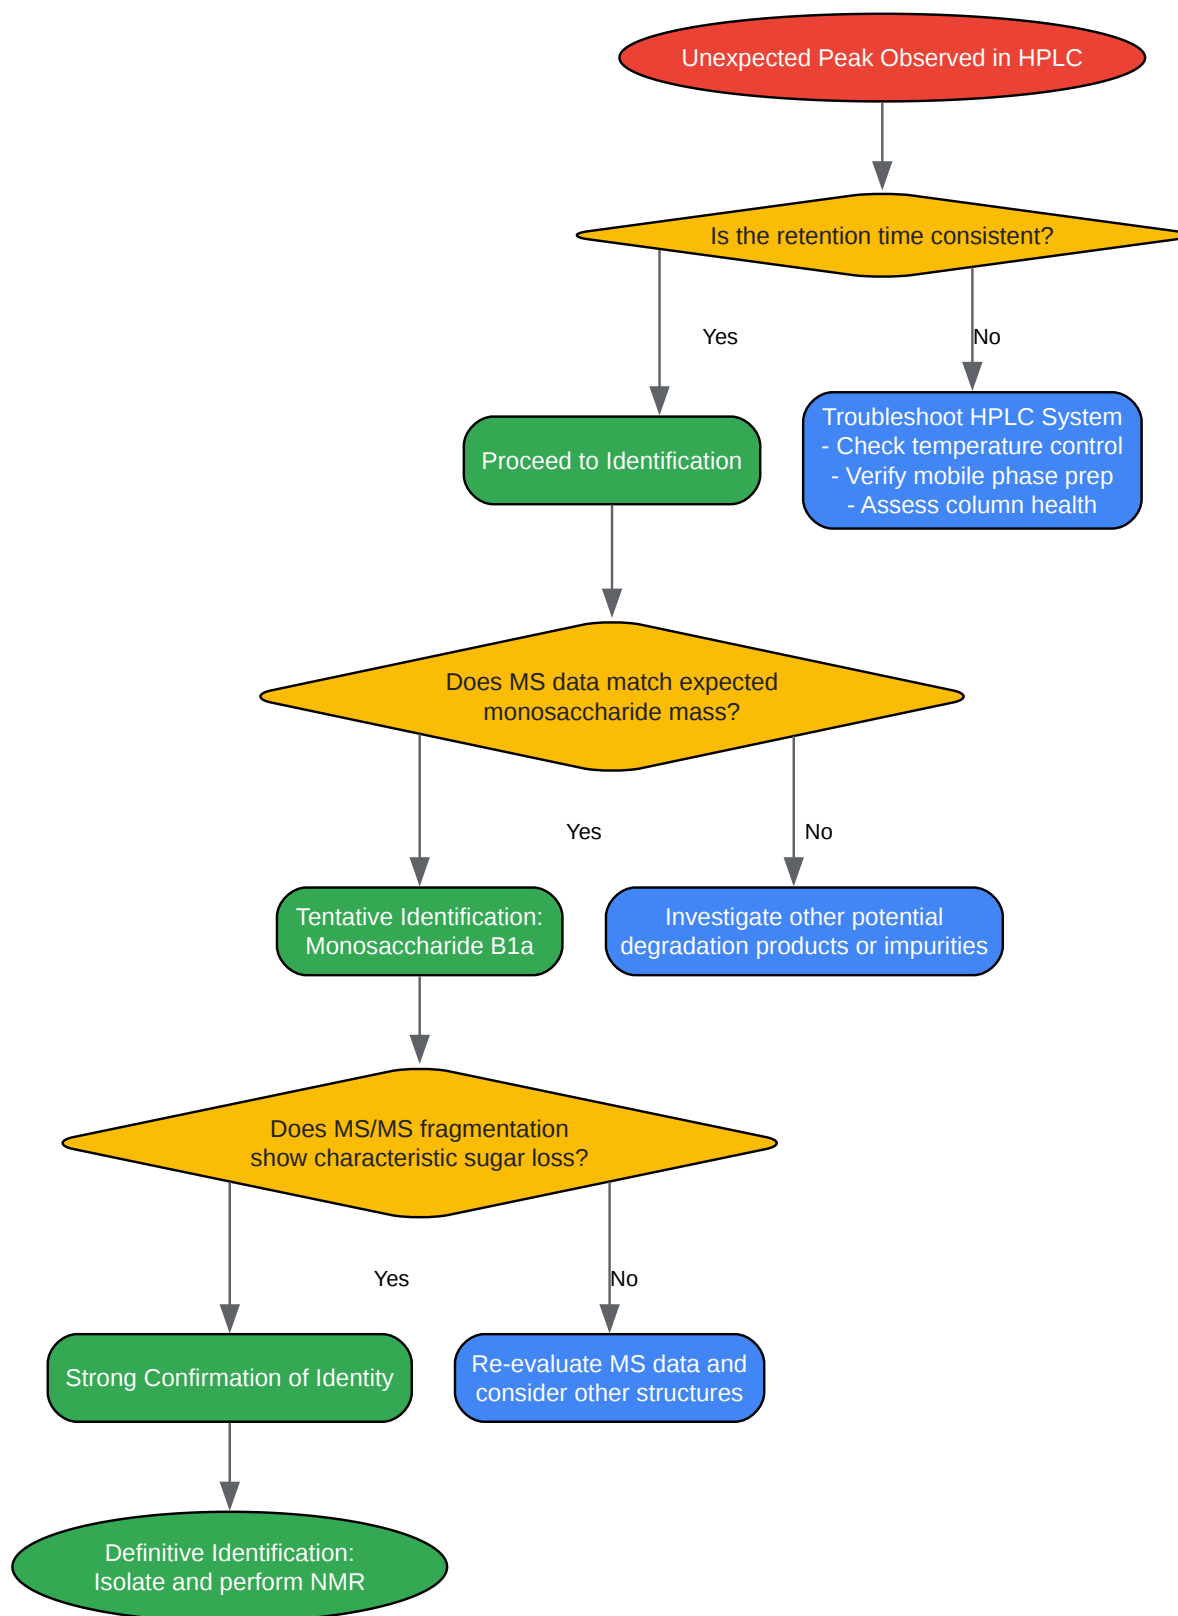 Unexpected Peak Observed in HPLC
Is the retention time consistent?
Yes
No
Proceed to Identification
Troubleshoot HPLC System
- Check temperature control
- Verify mobile phase prep
- Assess column health
Does MS data match expected
monosaccharide mass?
Yes
No
Tentative Identification:
Monosaccharide B1a
Investigate other potential
degradation products or impurities
Does MS/MS fragmentation
show characteristic sugar loss?
Yes
No
Strong Confirmation of Identity
Re-evaluate MS data and
consider other structures
Definitive Identification:
Isolate and perform NMR